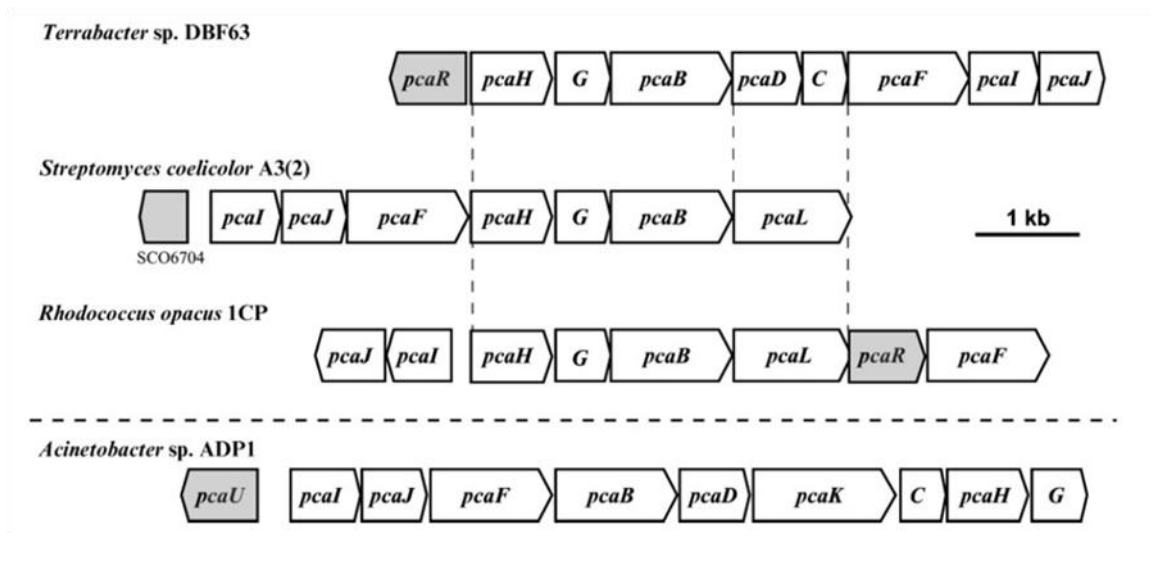 Terrabacter sp. DBF63
pcaR pcaH G pcaB pcaD C pcaF pcaI pcaJ
Streptomyces coelicolor A3(2)
pcaI pcaJ pcaF pcaH G pcaB pcaL
1 kb
SCO6704
Rhodococcus opacus 1CP
pcaJ pcaI pcaH G pcaB pcaL pcaR pcaF
Acinetobacter sp. ADP1
pcaU pcaI pcaJ pcaF pcaB pcaD pcaK C pcaH G